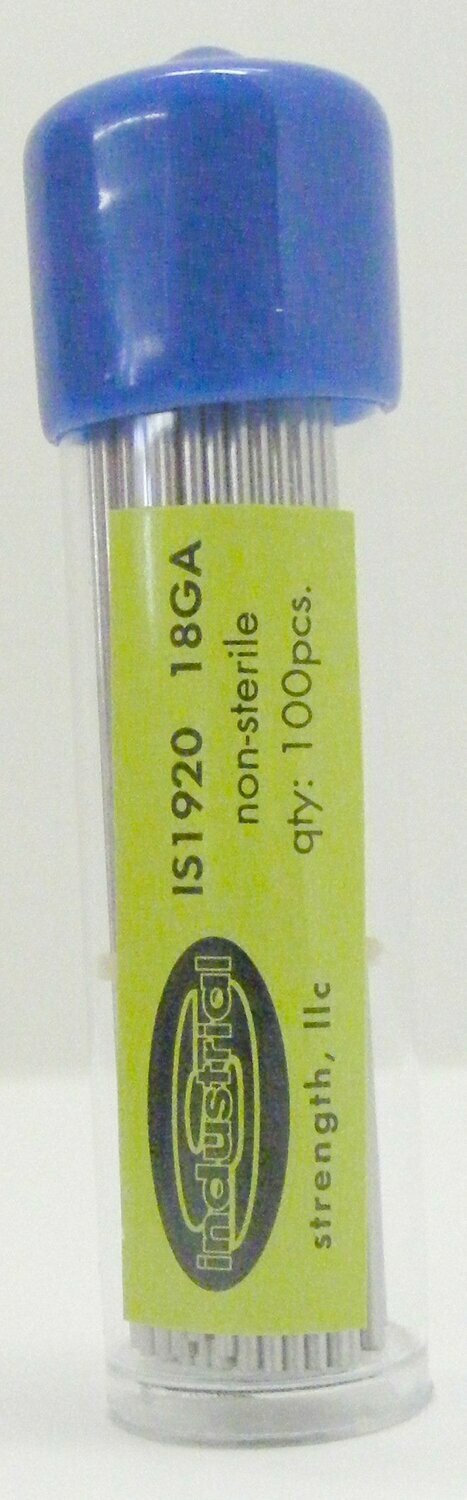 industrial
strength, llc
IS1920 18GA
non-sterile
qty: 100pcs.